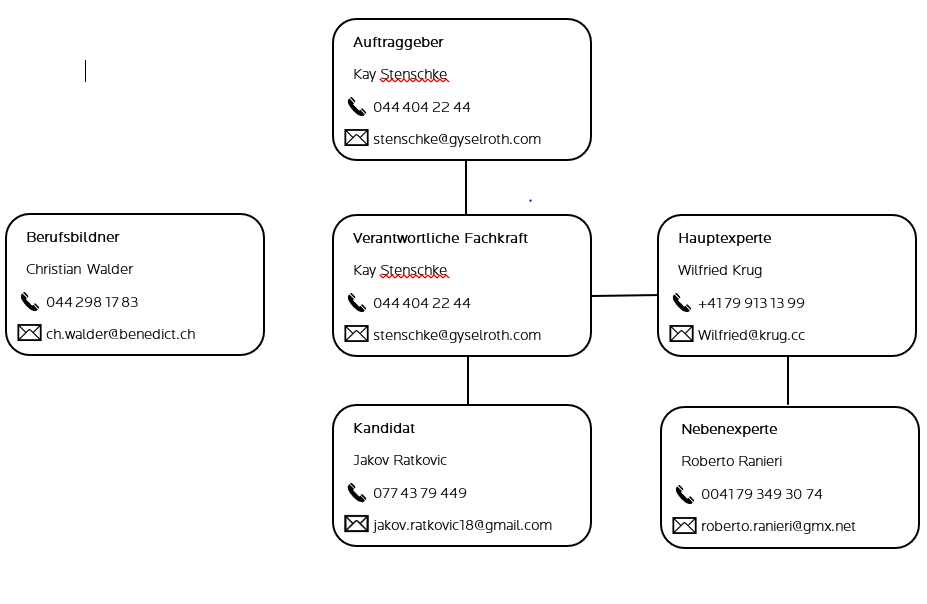 Auftraggeber
Kay Stenschke
044 404 22 44
stenschke@gyselroth.com
Berufsbildner
Christian Walder
044 298 17 83
ch.walder@benedict.ch
Verantwortliche Fachkraft
Kay Stenschke
044 404 22 44
stenschke@gyselroth.com
Hauptexperte
Wilfried Krug
+41 79 913 13 99
Wilfried@krug.cc
Kandidat
Jakov Ratkovic
077 43 79 449
jakov.ratkovic18@gmail.com
Nebenexperte
Roberto Ranieri
0041 79 349 30 74
roberto.ranieri@gmx.net